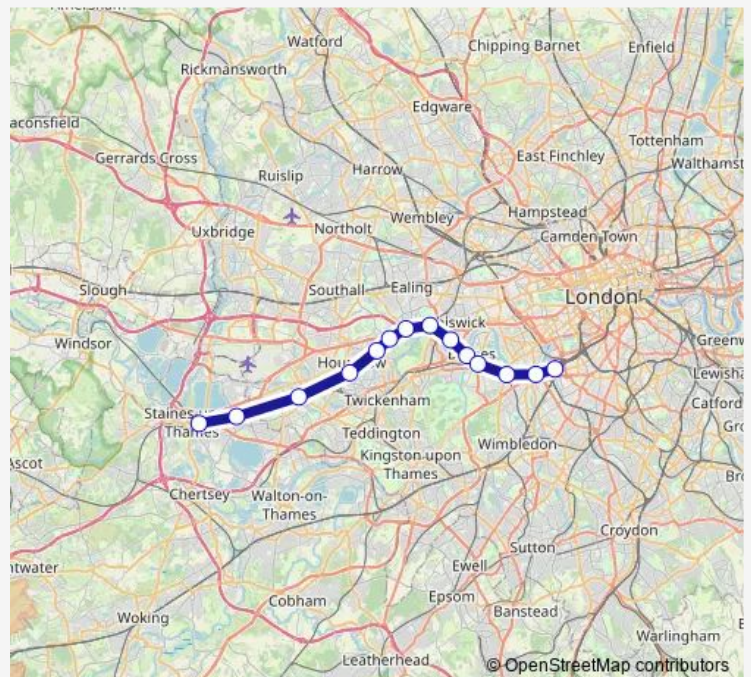 Watford
Chipping Barnet
Enfield
Rickmansworth
Edgware
aconsfield
Tottenham
Gerrards Cross
East Finchley
Walthamst
Ruislip
Harrow
Uxbridge
Northolt
Wembley
Hampstead
Camden Town
Slough
Southall
Ealing
London
Windsor
iswick
Greenw
Lewisha
Twickenham
Catford
Staines
Thames
Teddington
Wimbledon
Kingston upon
Thames
Ascot
Chertsey
Walton-on-
Thames
Croydon
Sutton
ntwater
Ewell
Cobham
Epsom
Banstead
Woking
Warlingham
Leatherhead
© OpenStreetMap contributors